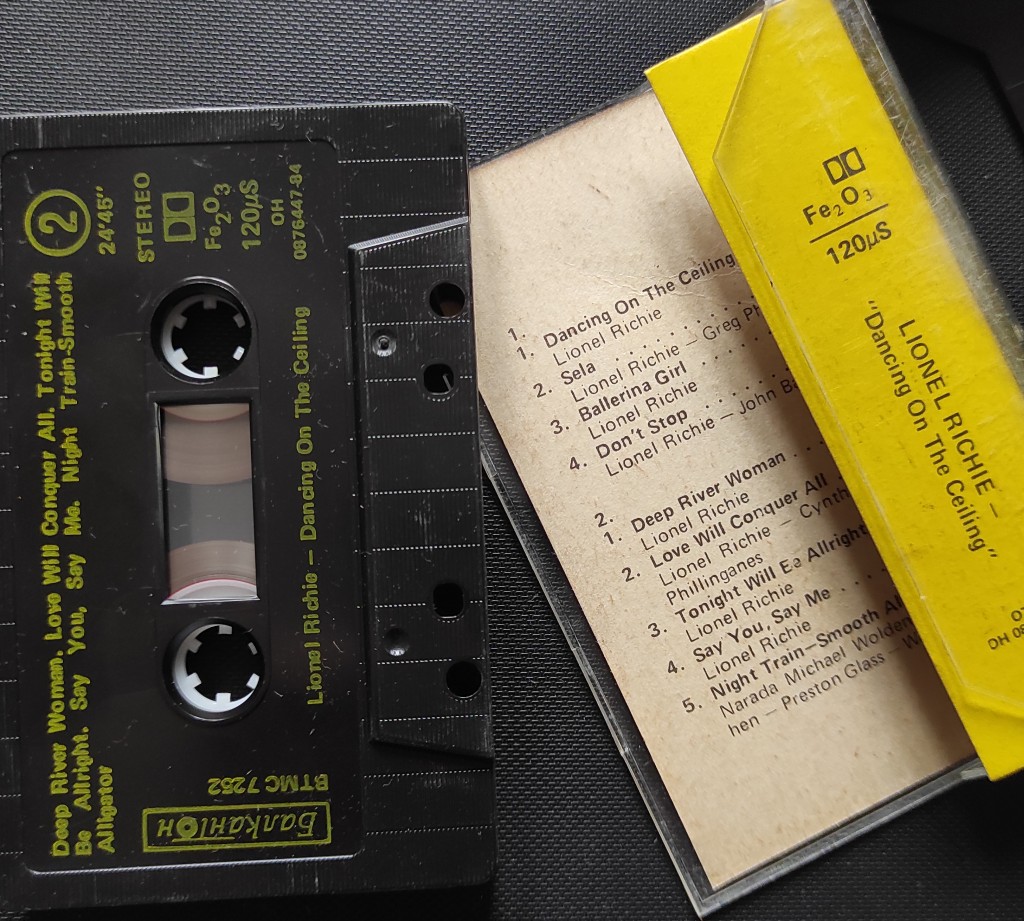 2
24'45"
STEREO
Fe2O3
120µS
OH
0876447-84
Deep River Woman. Love Will Conquer All. Tonight Will
Be Allright. Say You, Say Me. Night Train-Smooth
Alligator
Lionel Richie – Dancing On The Ceiling
ВТМС 7252
Балкантон
1.
1. Dancing On The Ceiling
Lionel Richie
2. Sela
Lionel Richie – Greg
3. Ballerina Girl
Lionel Richie
4. Don't Stop
Lionel Richie – John
2.
1. Deep River Woman
Lionel Richie
2. Love Will Conquer All
Lionel Richie –
Phillinganes
3. Tonight Will Ea Allright
Lionel Richie
4. Say You, Say Me
Lionel Richie
5. Night Train–Smooth
Narada Michael
hen – Preston Glass –
Fe2O3
120µS
LIONEL RICHIE –
"Dancing On The Ceiling"